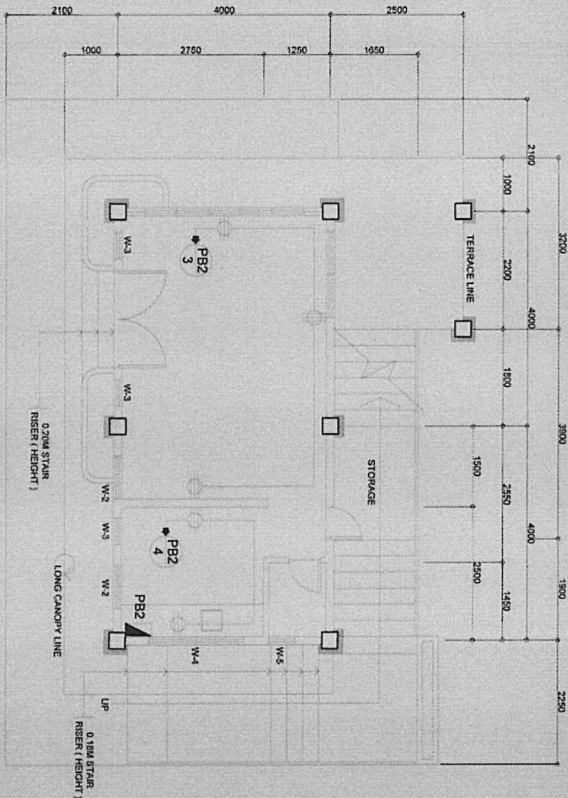 2100
4000
2500
1000
2750
1250
1650
2100
1000
3200
2200
4000
1800
3900
1500
2550
4000
2500
1450
1900
2250
TERRACE LINE
W-3
PB2
3
W-3
STORAGE
0.20M STAIR
RISER ( HEIGHT )
W-2
W-3
W-2
PB2
4
PB2
LONG CANOPY LINE
W-4
W-5
UP
0.18M STAIR
RISER ( HEIGHT )